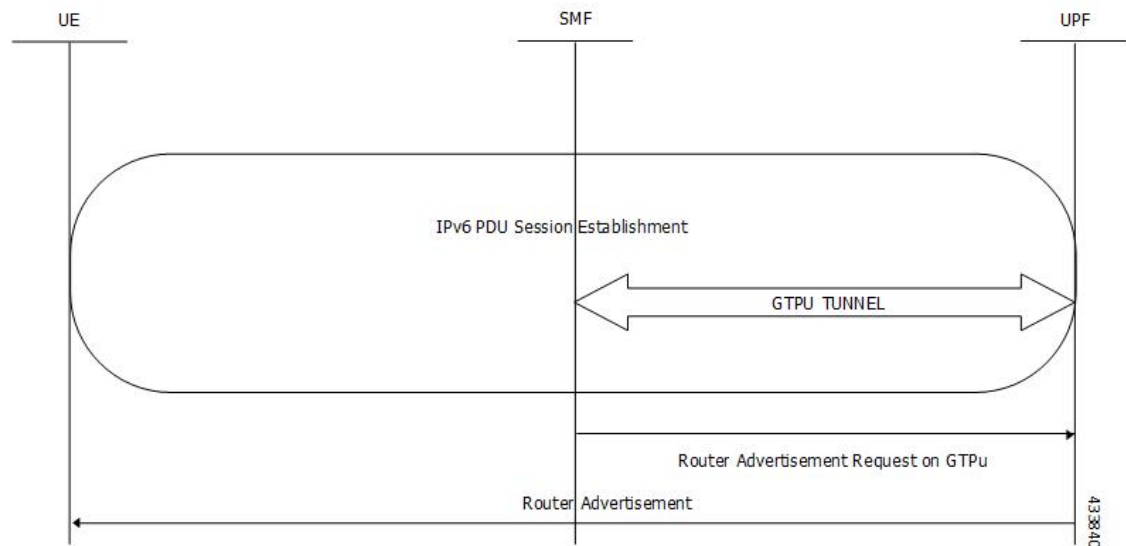 UE
SMF
UPF
IPv6 PDU Session Establishment
GTPU TUNNEL
Router Advertisement Request on GTPu
Router Advertisement
433840